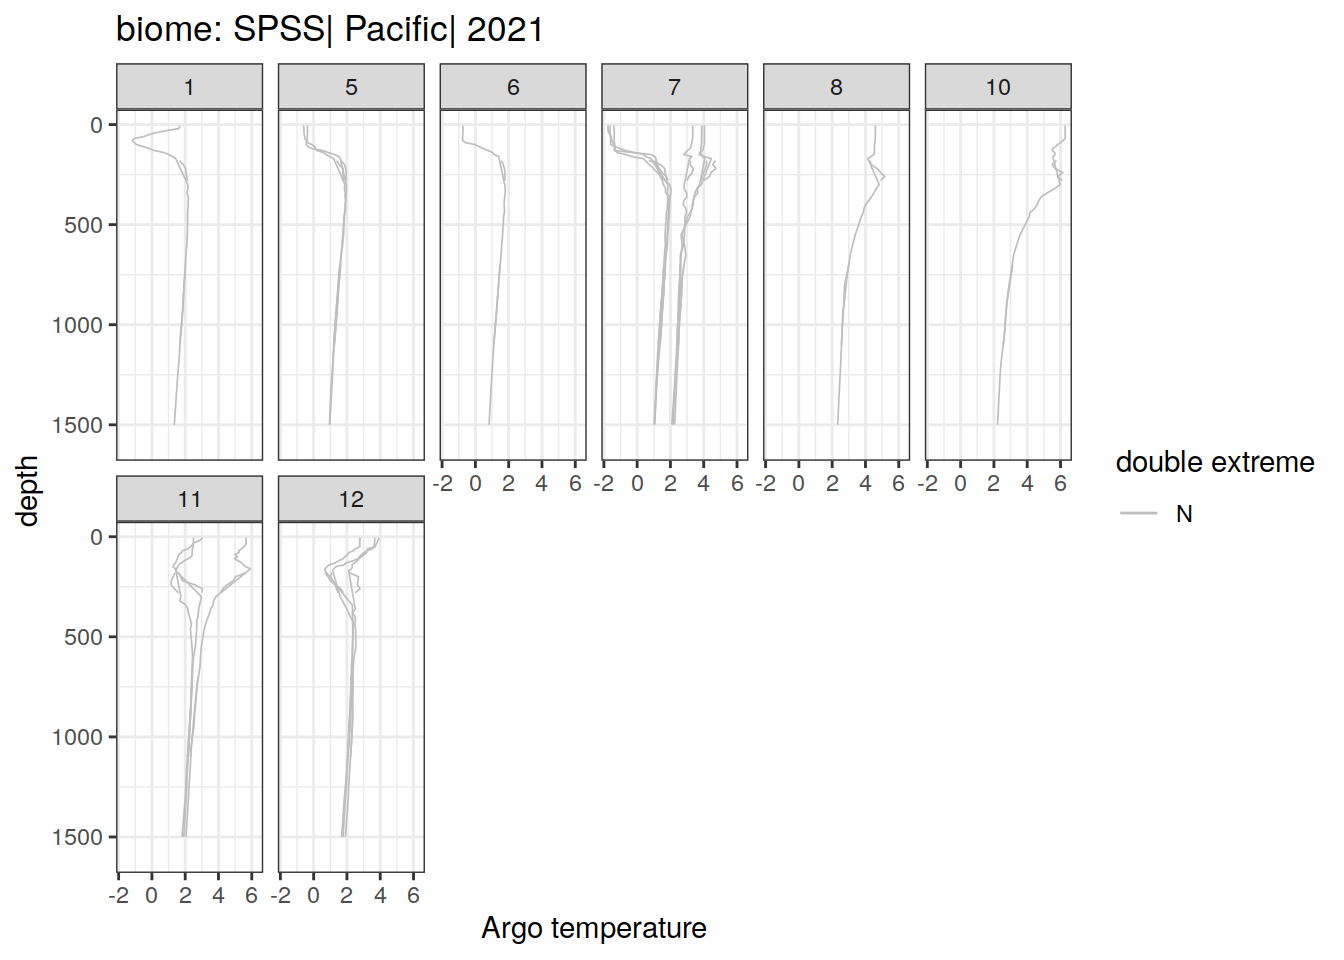 biome: SPSS| Pacific| 2021
1 5 6 7 8 10
0
500
1000
1500
-2 0 2 4 6 -2 0 2 4 6 -2 0 2 4 6 -2 0 2 4 6
11 12
0
500
1000
1500
-2 0 2 4 6 -2 0 2 4 6
depth
Argo temperature
double extreme
N